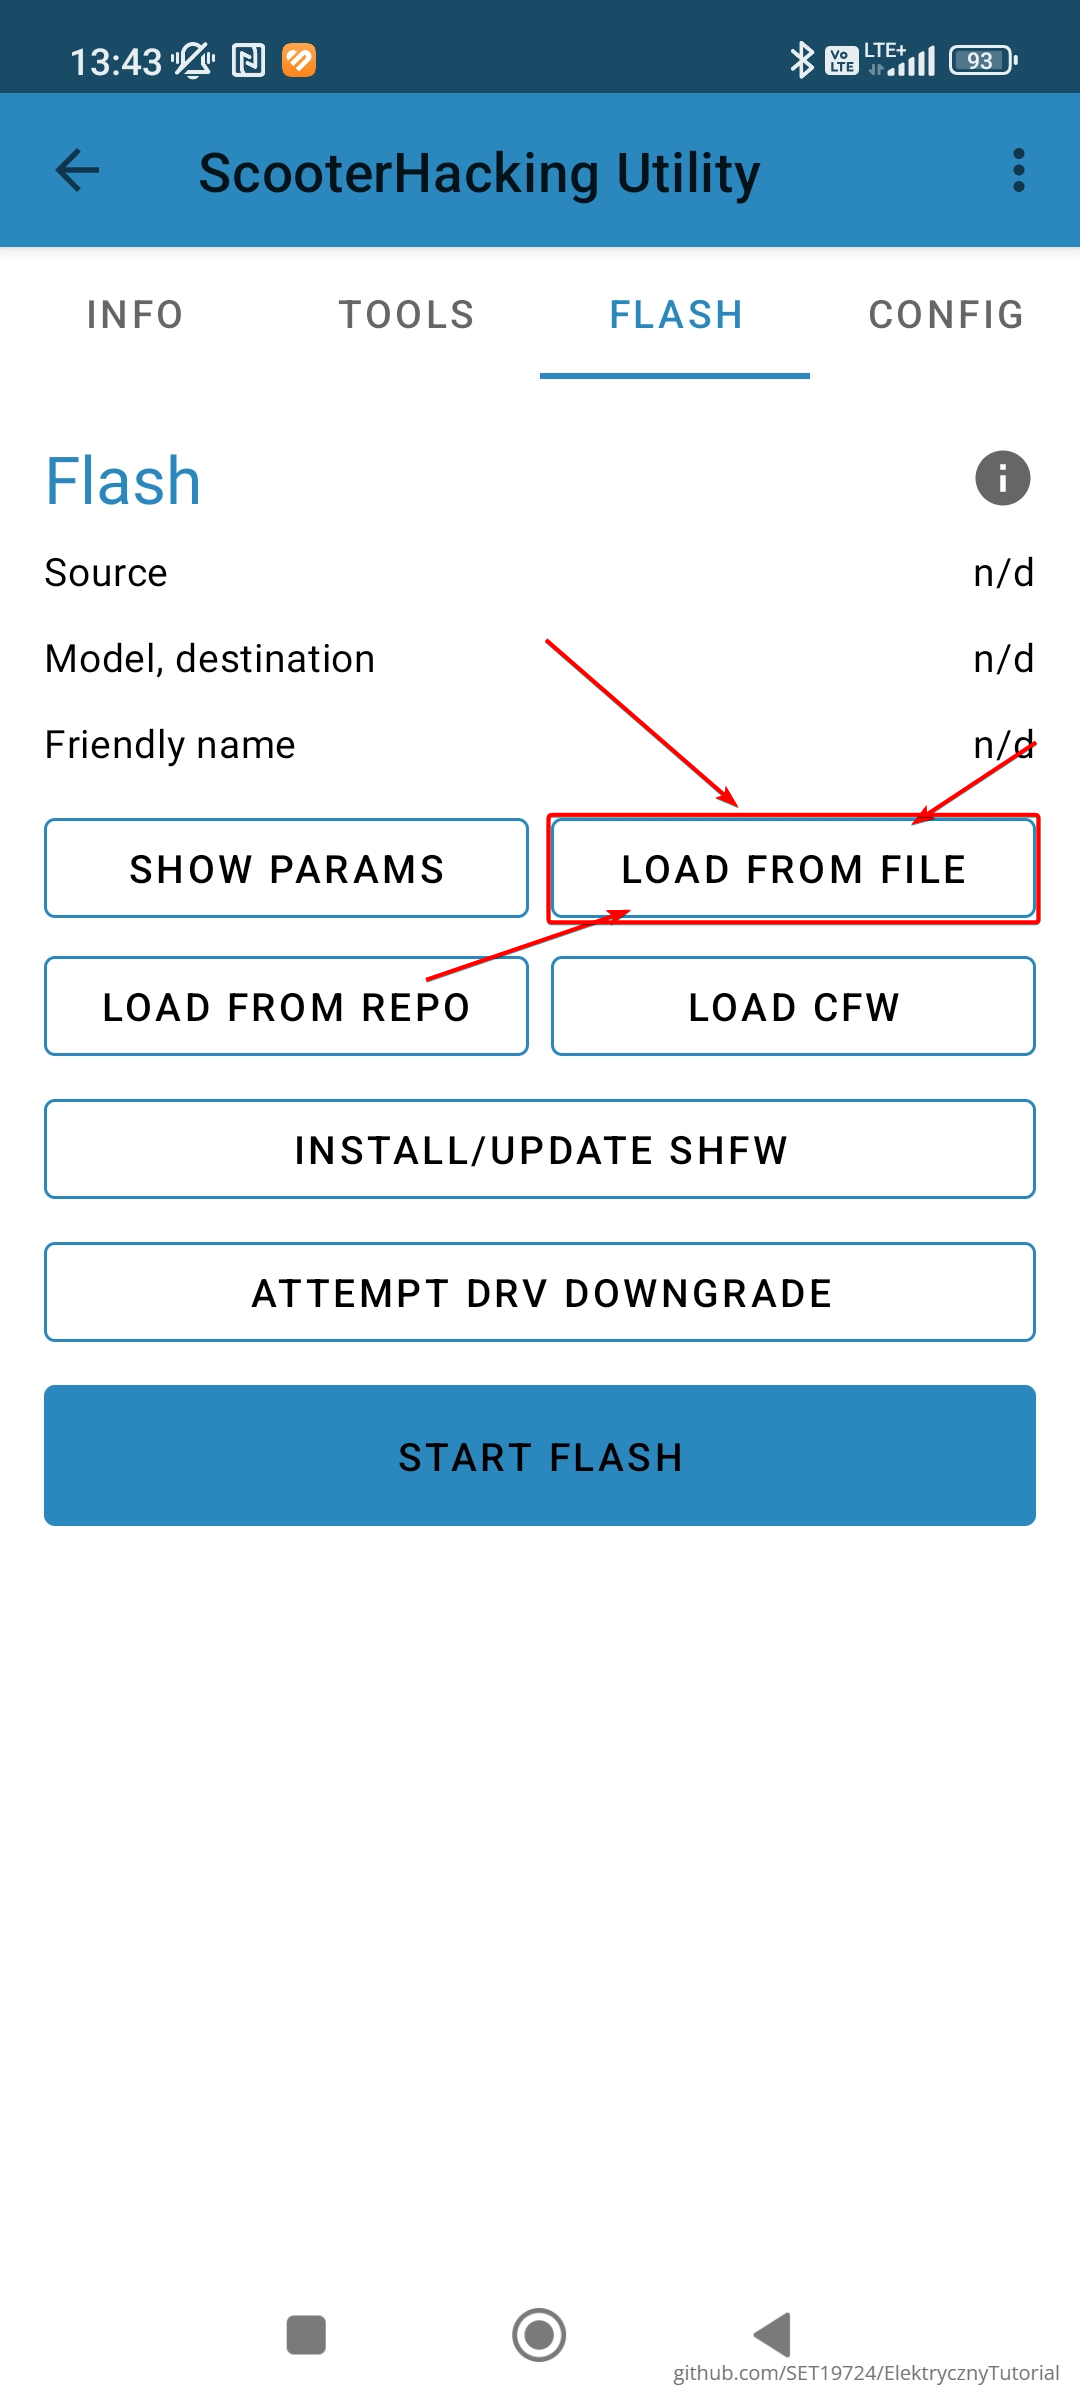 13:43 Vo LTE LTE+ 93
ScooterHacking Utility
INFO TOOLS FLASH CONFIG
Flash
Source n/d
Model, destination n/d
Friendly name n/d
SHOW PARAMS LOAD FROM FILE
LOAD FROM REPO LOAD CFW
INSTALL/UPDATE SHFW
ATTEMPT DRV DOWNGRADE
START FLASH
github.com/SET19724/ElektrycznyTutorial